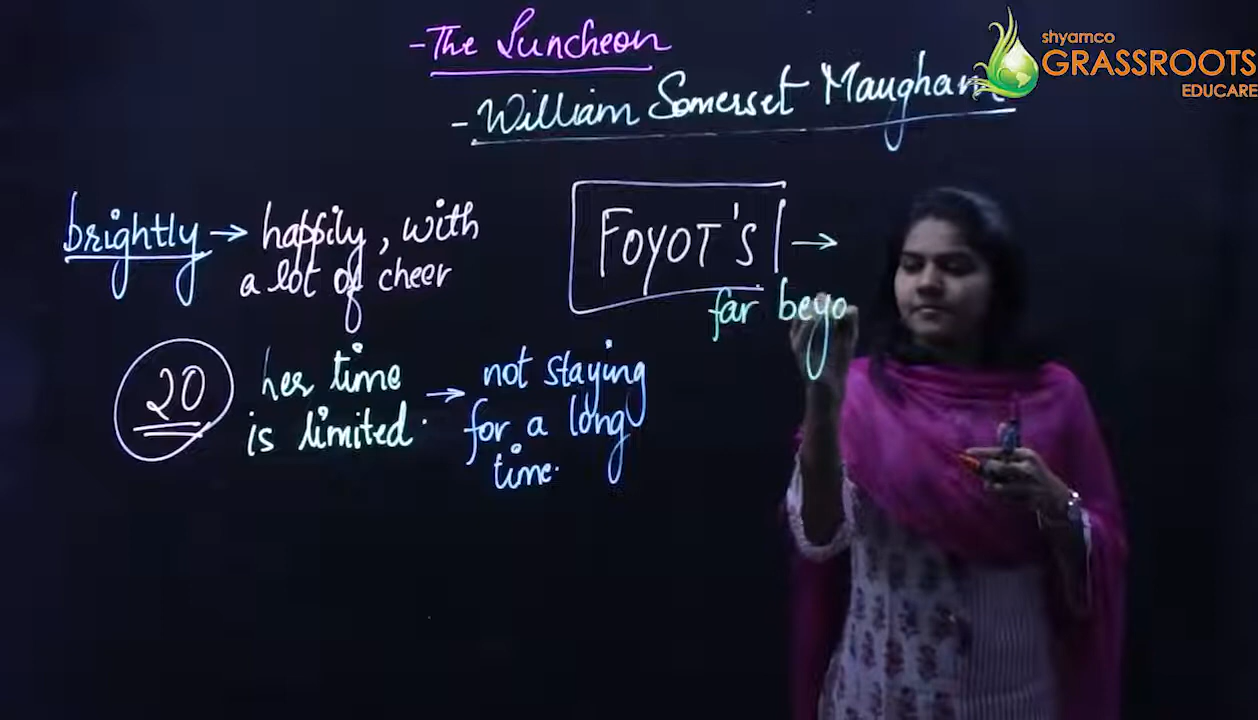 - The Luncheon
- William Somerset Maugham
shyamco
GRASSROOTS
EDUCARE
brightly → happily, with
a lot of cheer
FOYOT'S →
far beyo
20
her time
is limited. → not staying
for a long
time.